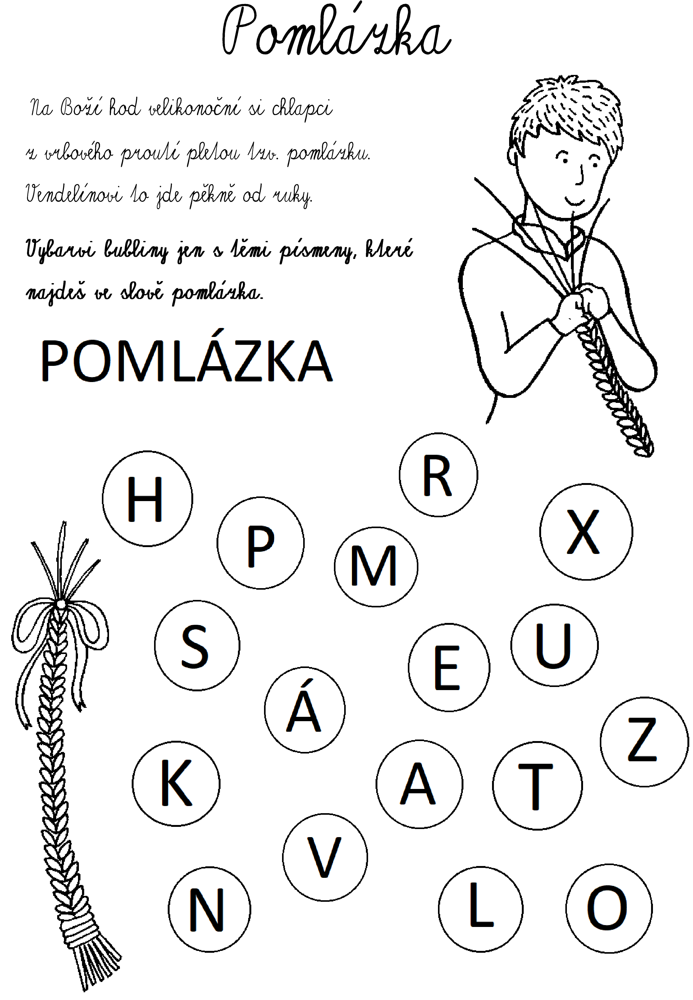 Pomlázka
Na Boží hod velikonoční si chlapci
z vrbového proutí pletou tzv. pomlázku.
Vendelínovi to jde pěkně od ruky.
Vybarvi bubliny jen s těmi písmeny, které
najdeš ve slově pomlázka.
POMLÁZKA
R
H
X
P
M
S
U
E
Á
Z
K
A
T
V
N
L
O